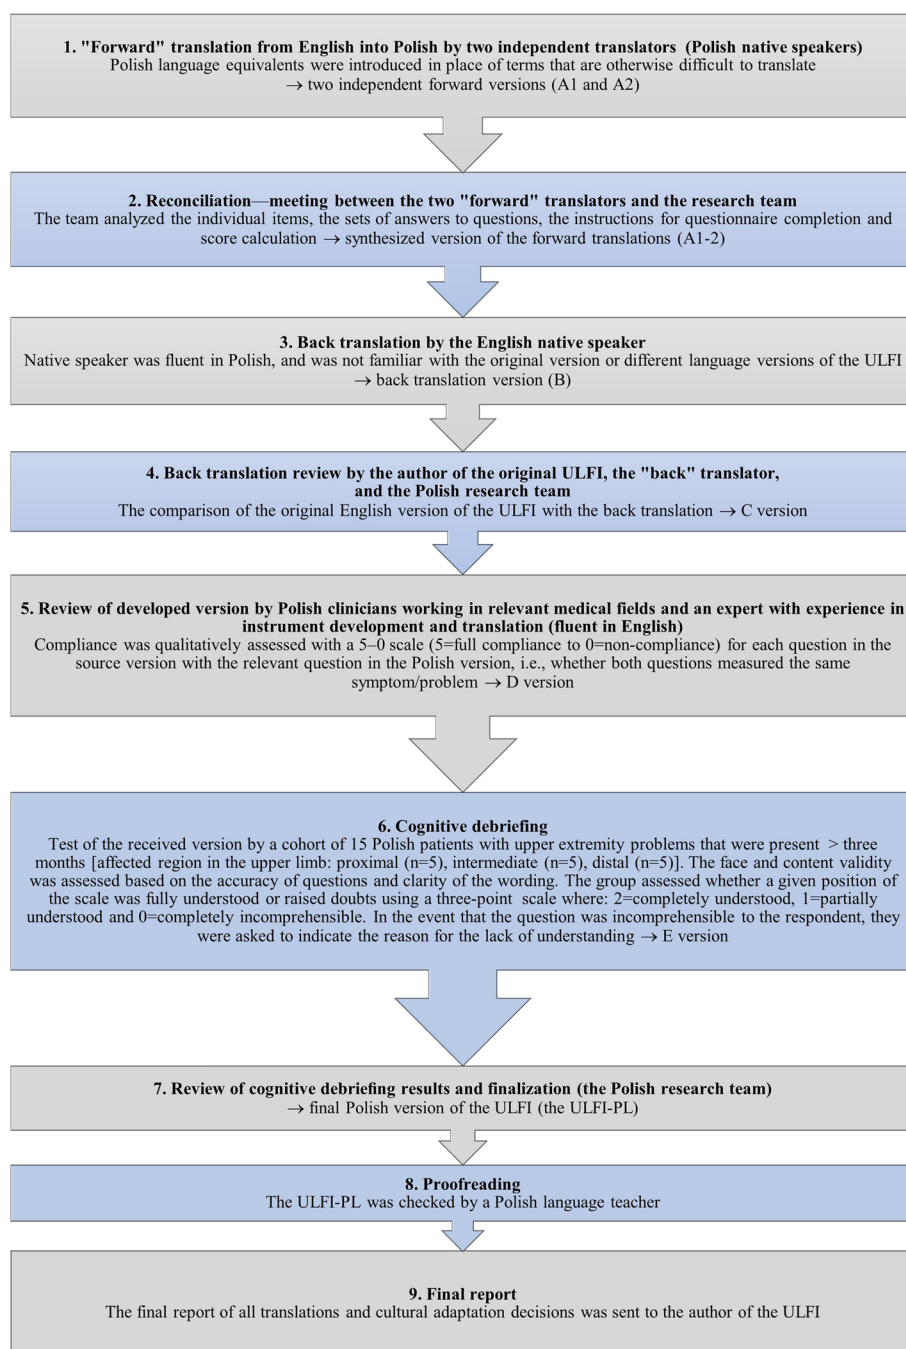 1. "Forward" translation from English into Polish by two independent translators (Polish native speakers)
Polish language equivalents were introduced in place of terms that are otherwise difficult to translate
→ two independent forward versions (A1 and A2)
2. Reconciliation—meeting between the two "forward" translators and the research team
The team analyzed the individual items, the sets of answers to questions, the instructions for questionnaire completion and
score calculation → synthesized version of the forward translations (A1-2)
3. Back translation by the English native speaker
Native speaker was fluent in Polish, and was not familiar with the original version or different language versions of the ULFI
→ back translation version (B)
4. Back translation review by the author of the original ULFI, the "back" translator,
and the Polish research team
The comparison of the original English version of the ULFI with the back translation → C version
5. Review of developed version by Polish clinicians working in relevant medical fields and an expert with experience in
instrument development and translation (fluent in English)
Compliance was qualitatively assessed with a 5–0 scale (5=full compliance to 0=non-compliance) for each question in the
source version with the relevant question in the Polish version, i.e., whether both questions measured the same
symptom/problem → D version
6. Cognitive debriefing
Test of the received version by a cohort of 15 Polish patients with upper extremity problems that were present > three
months [affected region in the upper limb: proximal (n=5), intermediate (n=5), distal (n=5)]. The face and content validity
was assessed based on the accuracy of questions and clarity of the wording. The group assessed whether a given position of
the scale was fully understood or raised doubts using a three-point scale where: 2=completely understood, 1=partially
understood and 0=completely incomprehensible. In the event that the question was incomprehensible to the respondent, they
were asked to indicate the reason for the lack of understanding → E version
7. Review of cognitive debriefing results and finalization (the Polish research team)
→ final Polish version of the ULFI (the ULFI-PL)
8. Proofreading
The ULFI-PL was checked by a Polish language teacher
9. Final report
The final report of all translations and cultural adaptation decisions was sent to the author of the ULFI